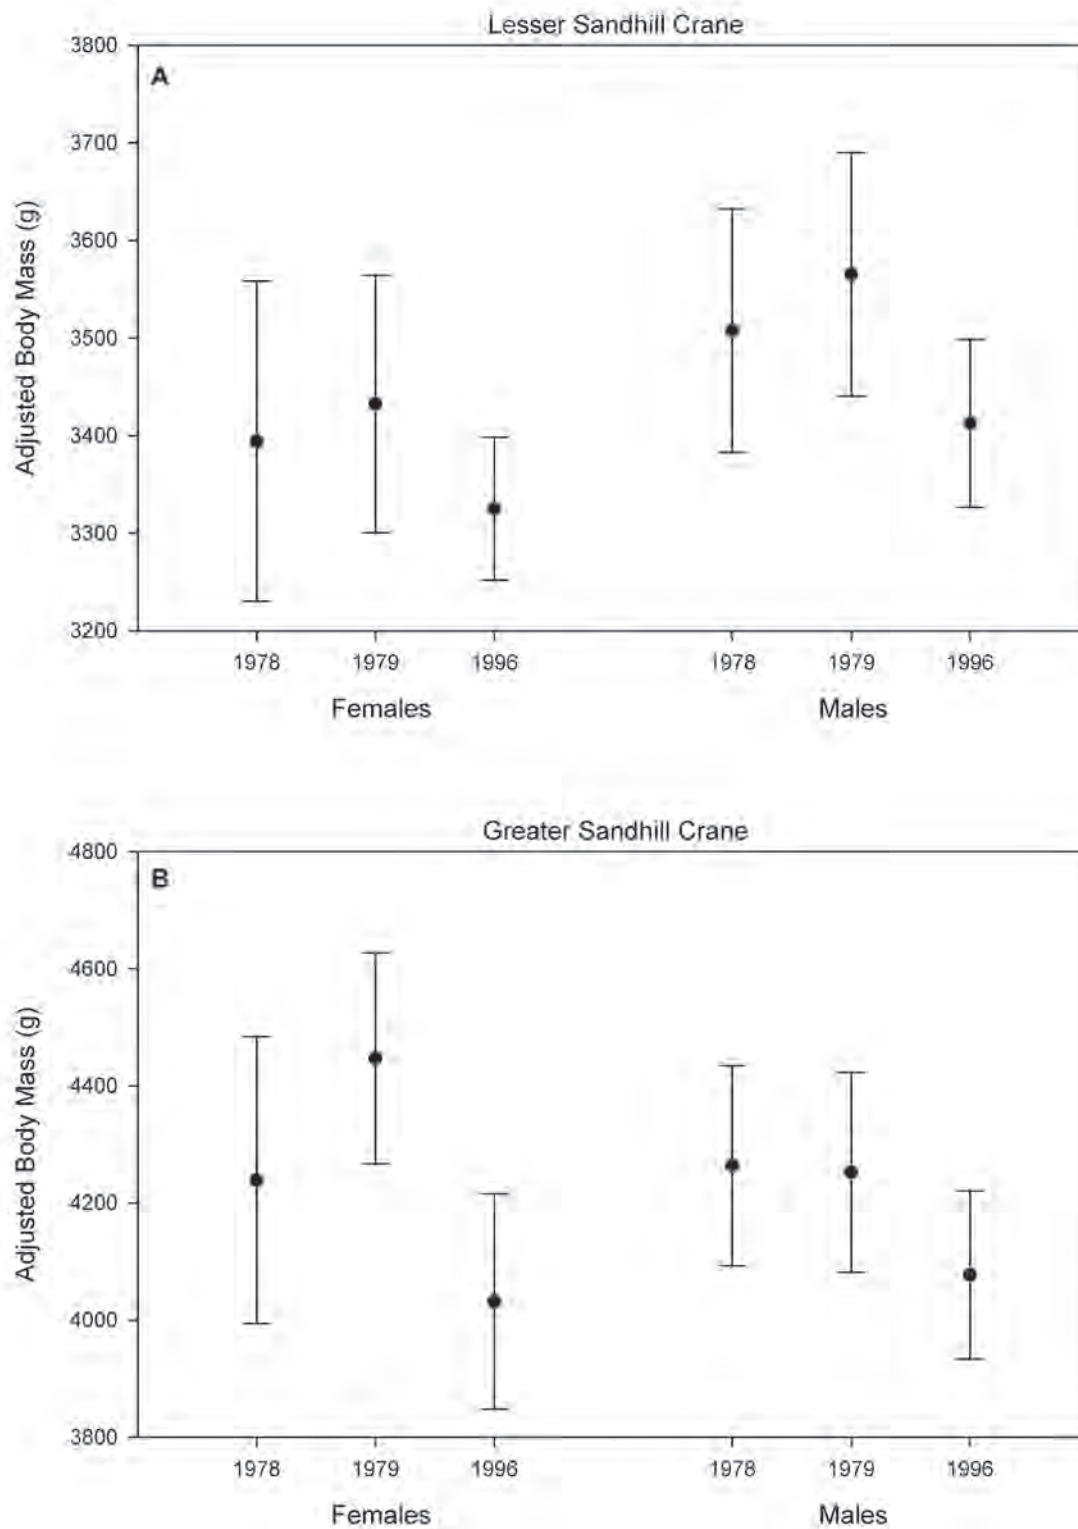 Lesser Sandhill Crane
A
3800
3700
3600
3500
3400
3300
3200
Adjusted Body Mass (g)
1978 1979 1996 1978 1979 1996
Females Males
Greater Sandhill Crane
B
4800
4600
4400
4200
4000
3800
Adjusted Body Mass (g)
1978 1979 1996 1978 1979 1996
Females Males